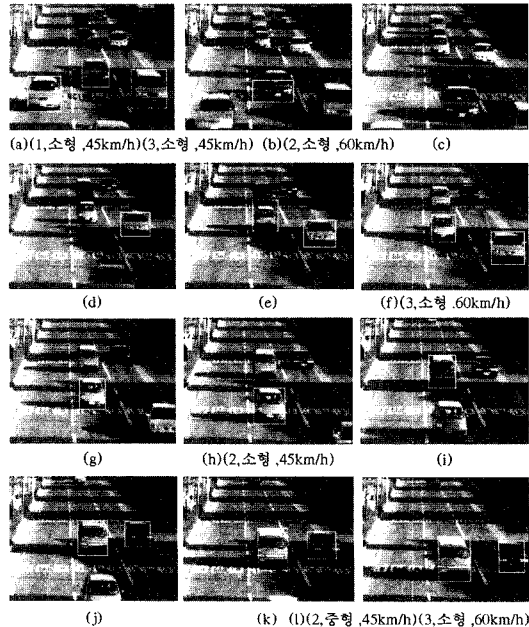 (a)(1,소형,45km/h)(3,소형,45km/h) (b)(2,소형,60km/h) (c)
(d) (e) (f)(3,소형.60km/h)
(g) (h)(2,소형,45km/h) (i)
(j) (k) (l)(2,중형,45km/h)(3,소형,60km/h)